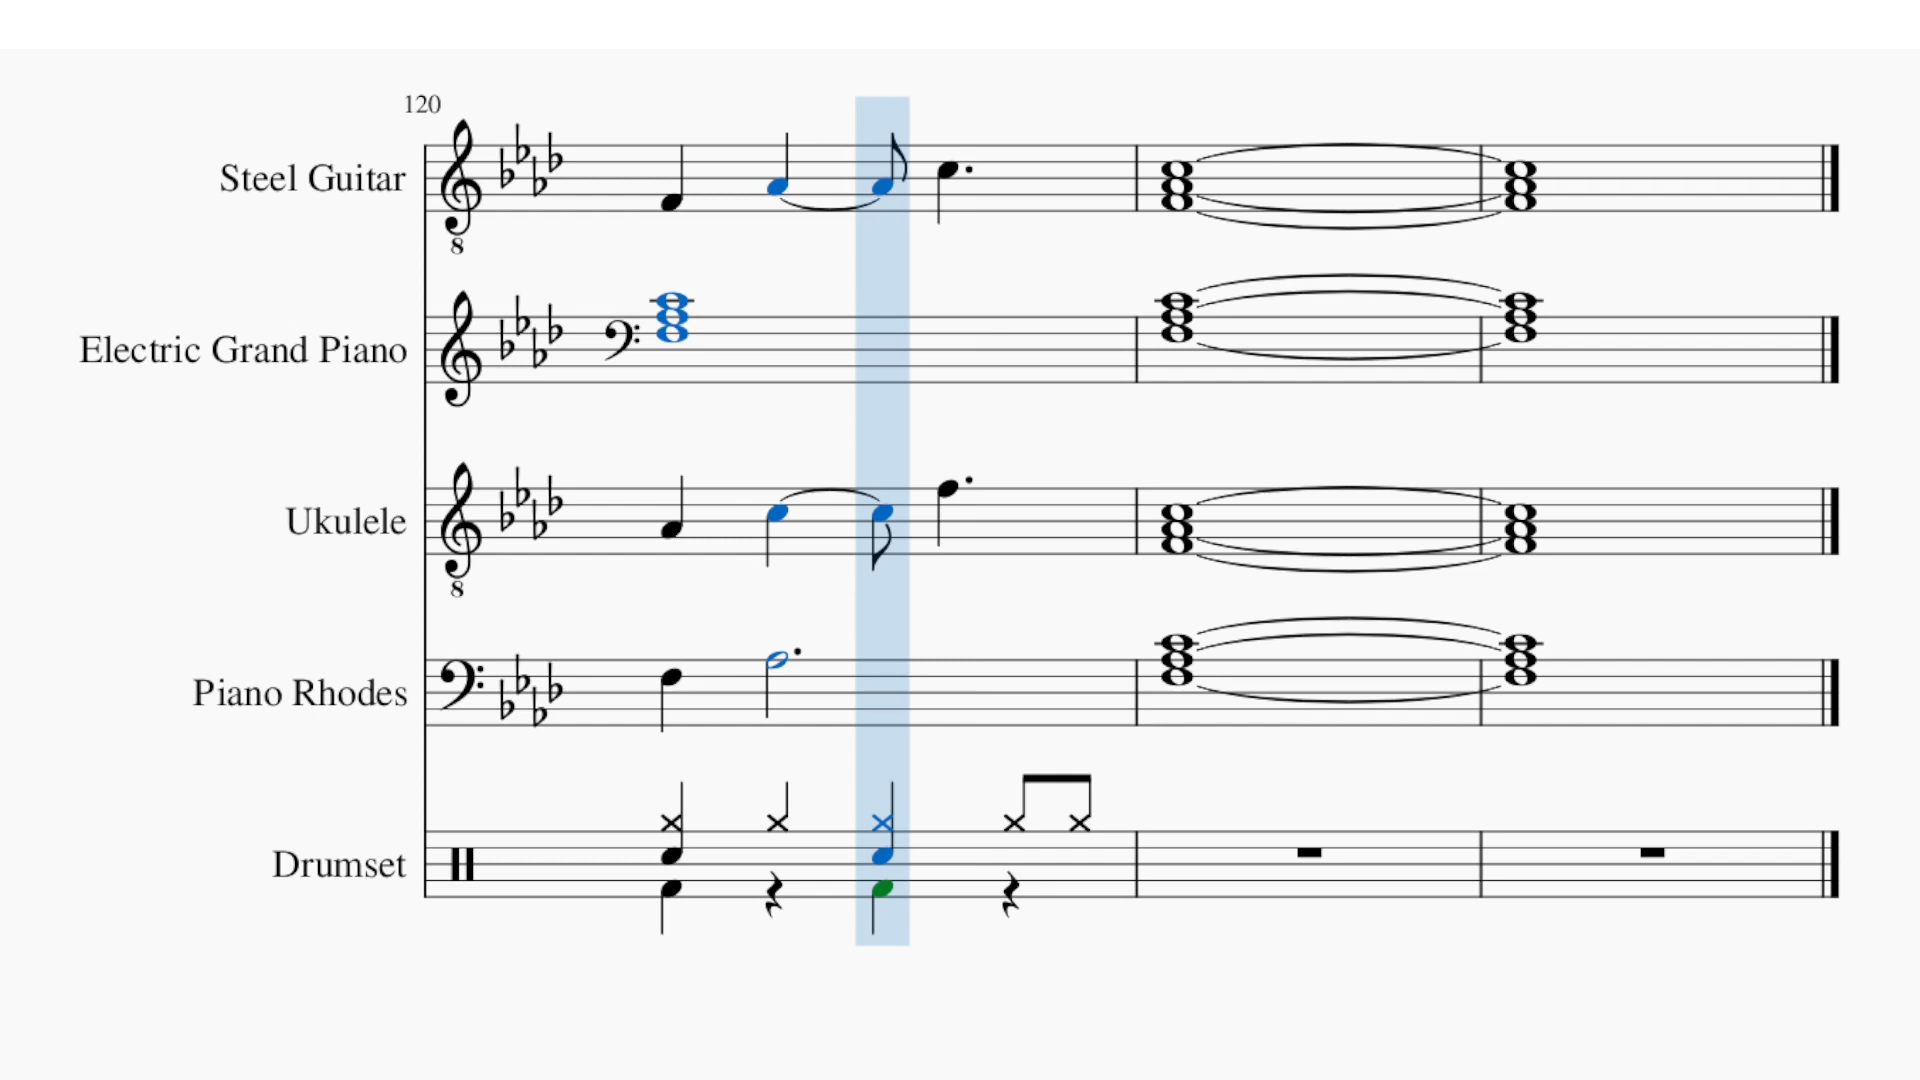 120
Steel Guitar
8
Electric Grand Piano
Ukulele
8
Piano Rhodes
Drumset